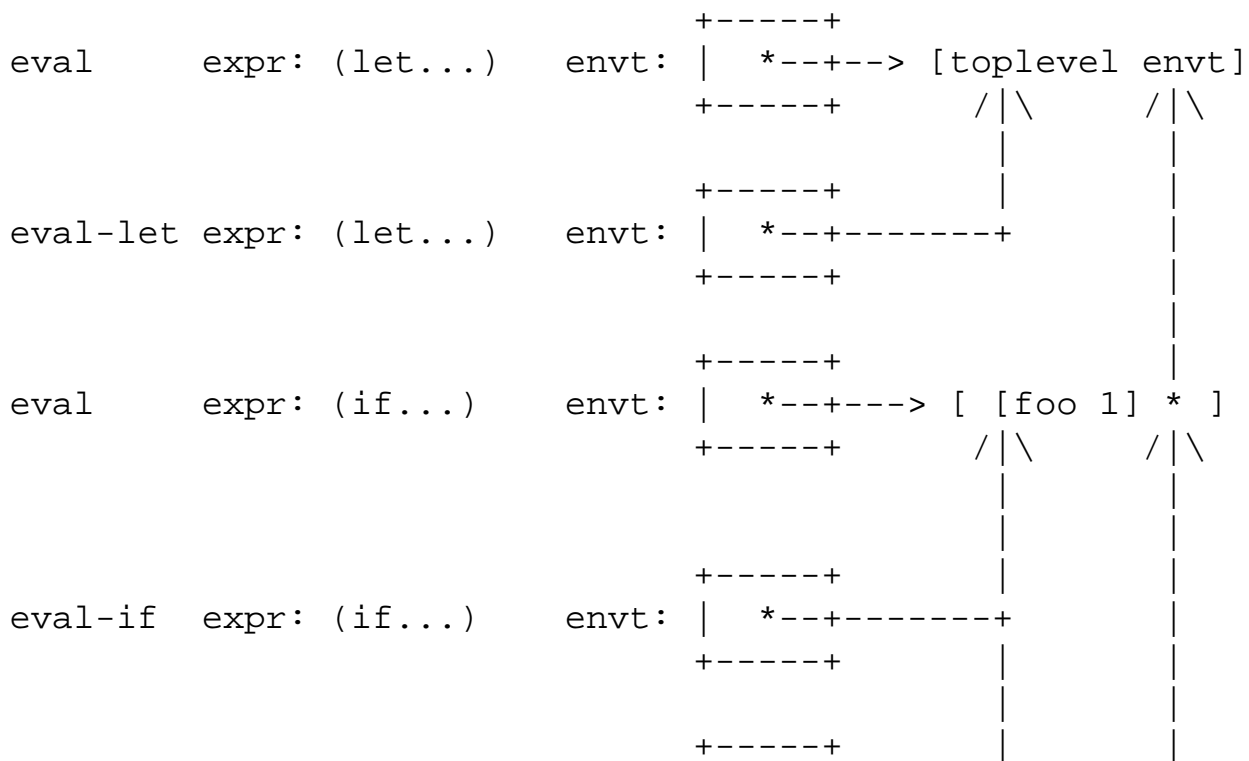 +-----+
eval     expr: (let...)   envt: |  *--+--> [toplevel envt]
                                +-----+      /|\     /|\
                                              |       |
                                              |       |
                                +-----+       |       |
eval-let expr: (let...)   envt: |  *--+-------+       |
                                +-----+               |
                                                      |
                                +-----+               |
eval     expr: (if...)    envt: |  *--+---> [ [foo 1] * ]
                                +-----+      /|\     /|\
                                              |       |
                                              |       |
                                +-----+       |       |
eval-if  expr: (if...)    envt: |  *--+-------+       |
                                +-----+       |       |
                                              |       |
                                +-----+       |       |